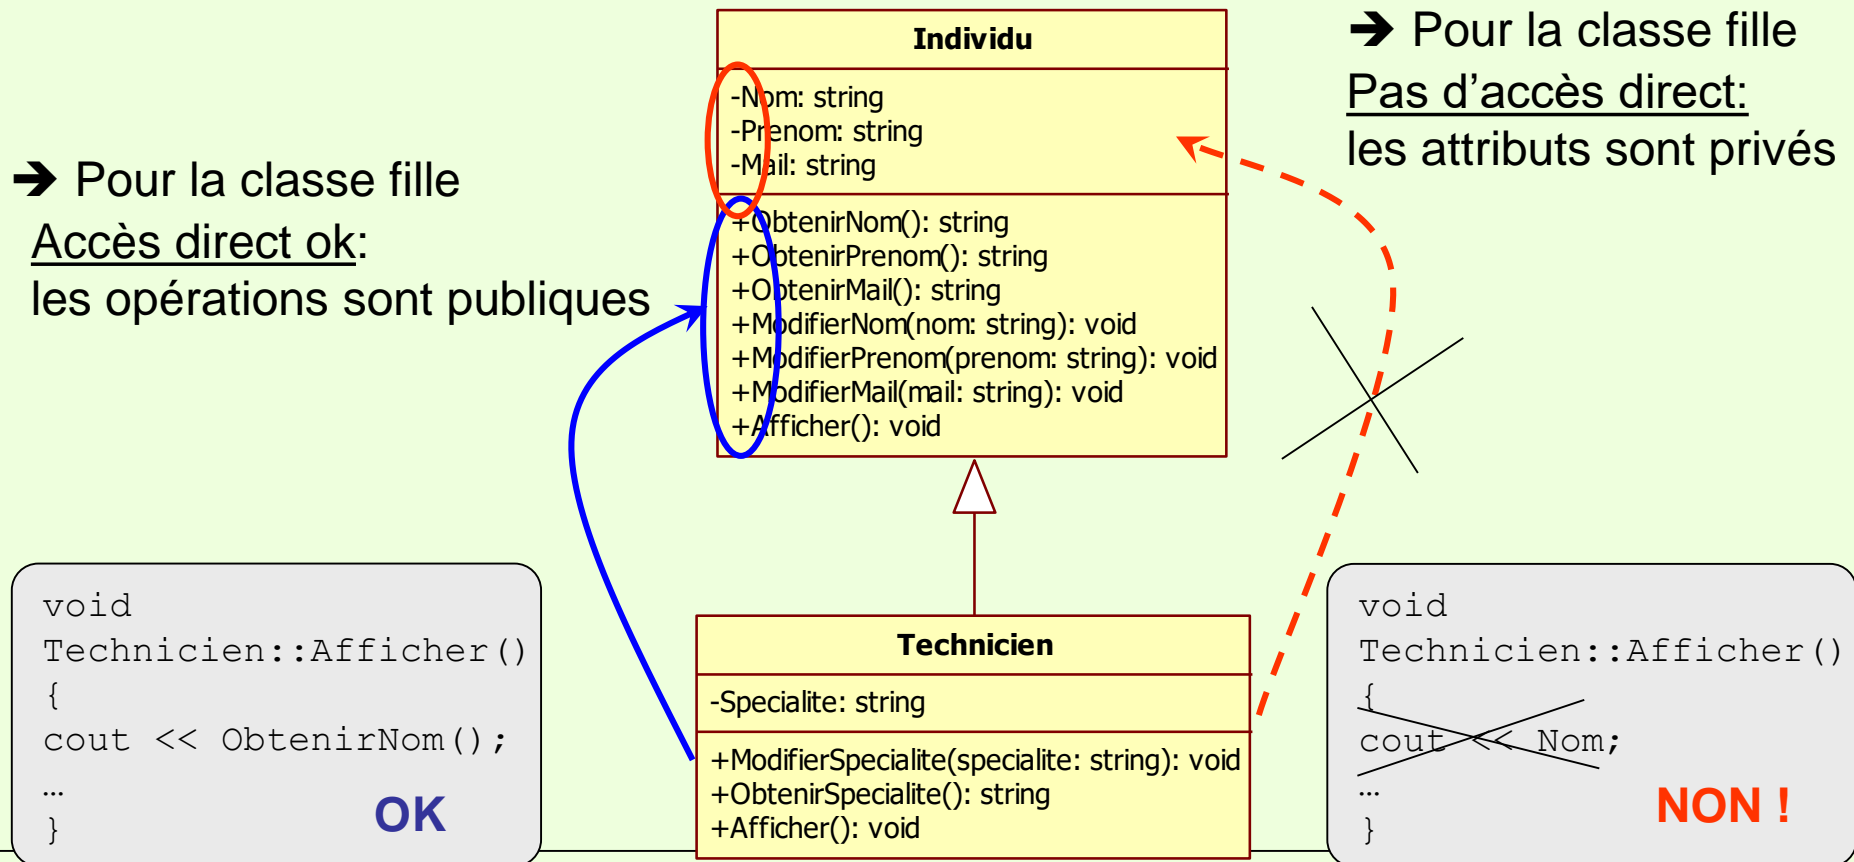 ➔ Pour la classe fille
Accès direct ok:
les opérations sont publiques
Individu
-Nom: string
-Prenom: string
-Mail: string
+ObtenirNom(): string
+ObtenirPrenom(): string
+ObtenirMail(): string
+ModifierNom(nom: string): void
+ModifierPrenom(prenom: string): void
+ModifierMail(mail: string): void
+Afficher(): void
➔ Pour la classe fille
Pas d’accès direct:
les attributs sont privés
void
Technicien::Afficher()
{
cout << ObtenirNom();
…
}
OK
Technicien
-Specialite: string
+ModifierSpecialite(specialite: string): void
+ObtenirSpecialite(): string
+Afficher(): void
void
Technicien::Afficher()
{
cout << Nom;
…
}
NON !